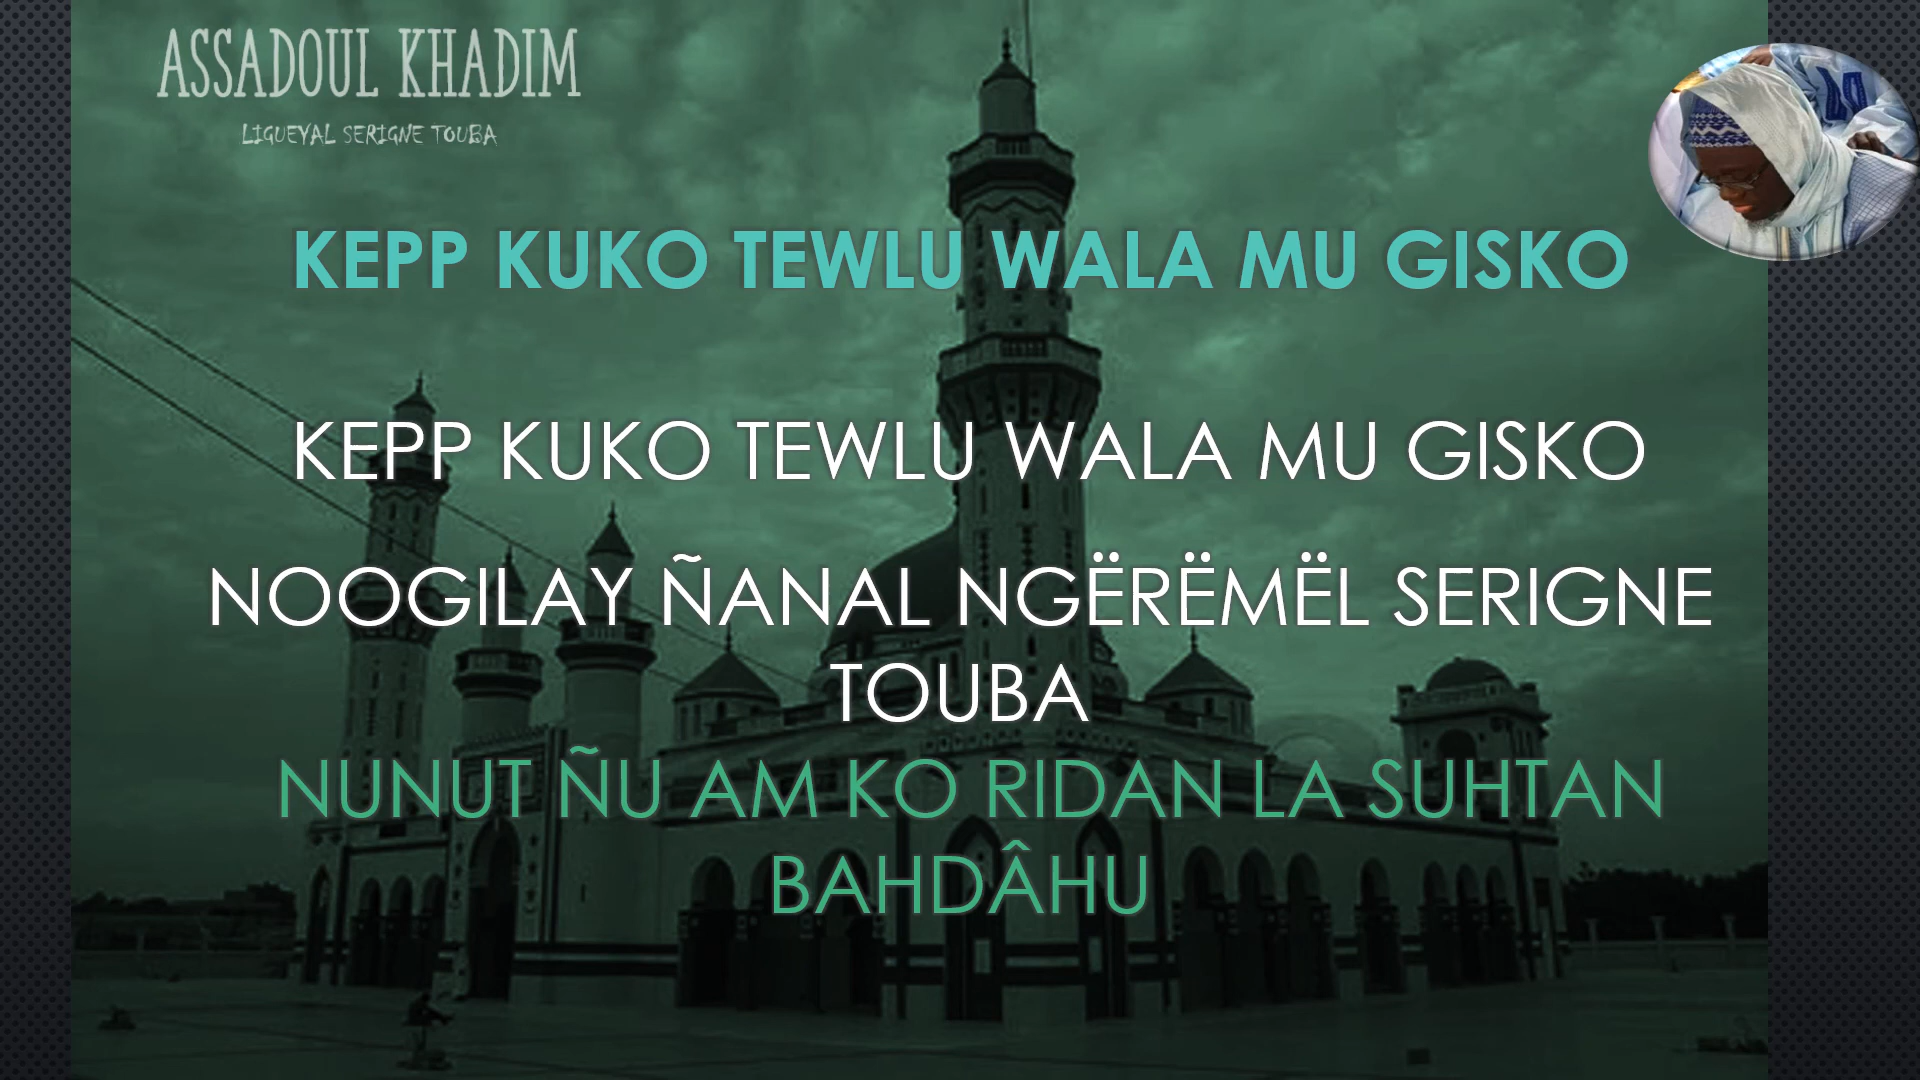 ASSADOUL KHADIM
LIGUEYAL SERIGNE TOUBA
KEPP KUKO TEWLU WALA MU GISKO
KEPP KUKO TEWLU WALA MU GISKO
NOOGILAY ÑANAL NGËRËMËL SERIGNE
TOUBA
NUNUT ÑU AM KO RIDAN LA SUHTAN
BAHDÂHU